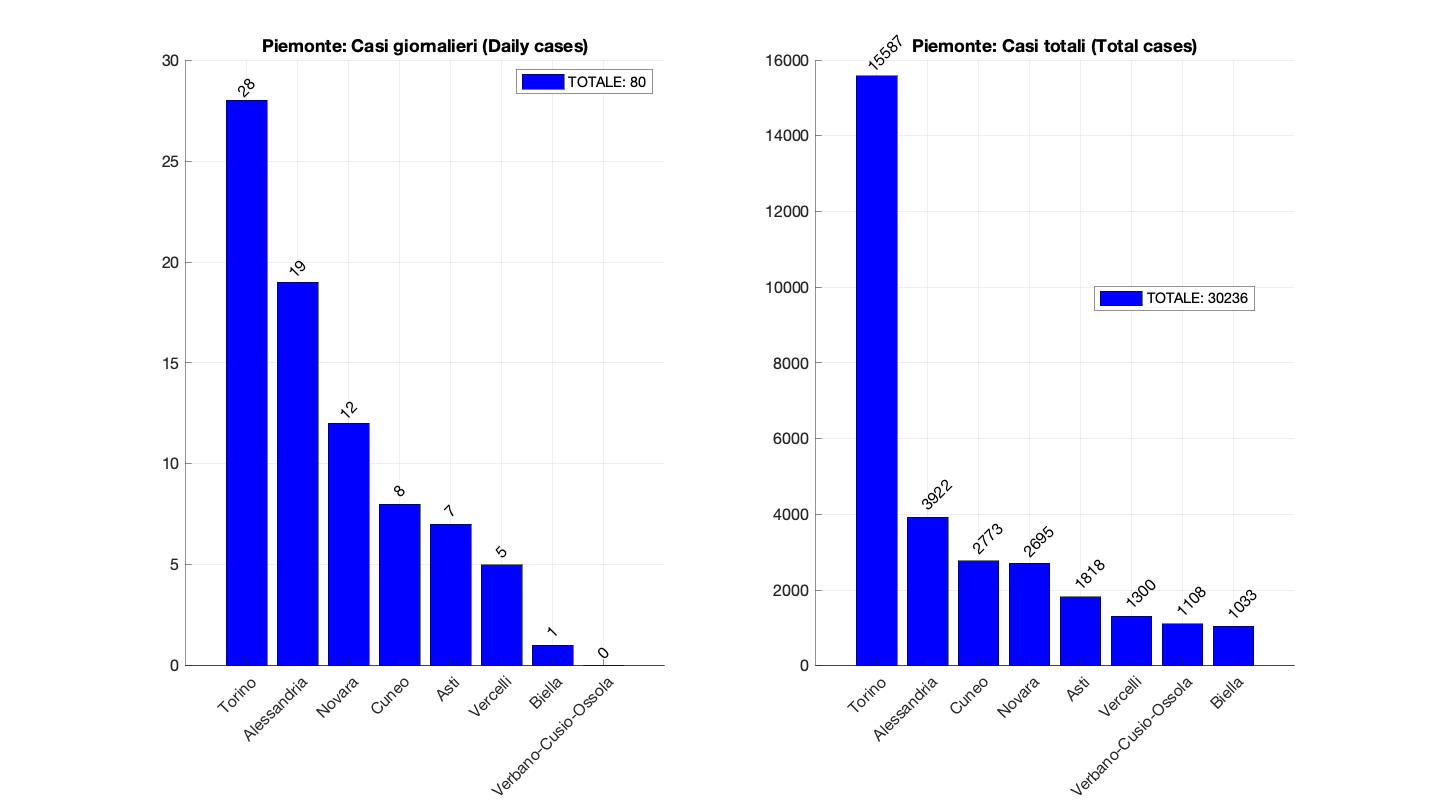 Piemonte: Casi giornalieri (Daily cases)
30
25
20
15
10
5
0
TOTALE: 80
28
19
12
8
7
5
1
0
Torino
Alessandria
Novara
Cuneo
Asti
Vercelli
Biella
Verbano-Cusio-Ossola
Piemonte: Casi totali (Total cases)
16000
14000
12000
10000
8000
6000
4000
2000
0
TOTALE: 30236
15587
3922
2773
2695
1818
1300
1108
1033
Torino
Alessandria
Cuneo
Novara
Asti
Vercelli
Verbano-Cusio-Ossola
Biella